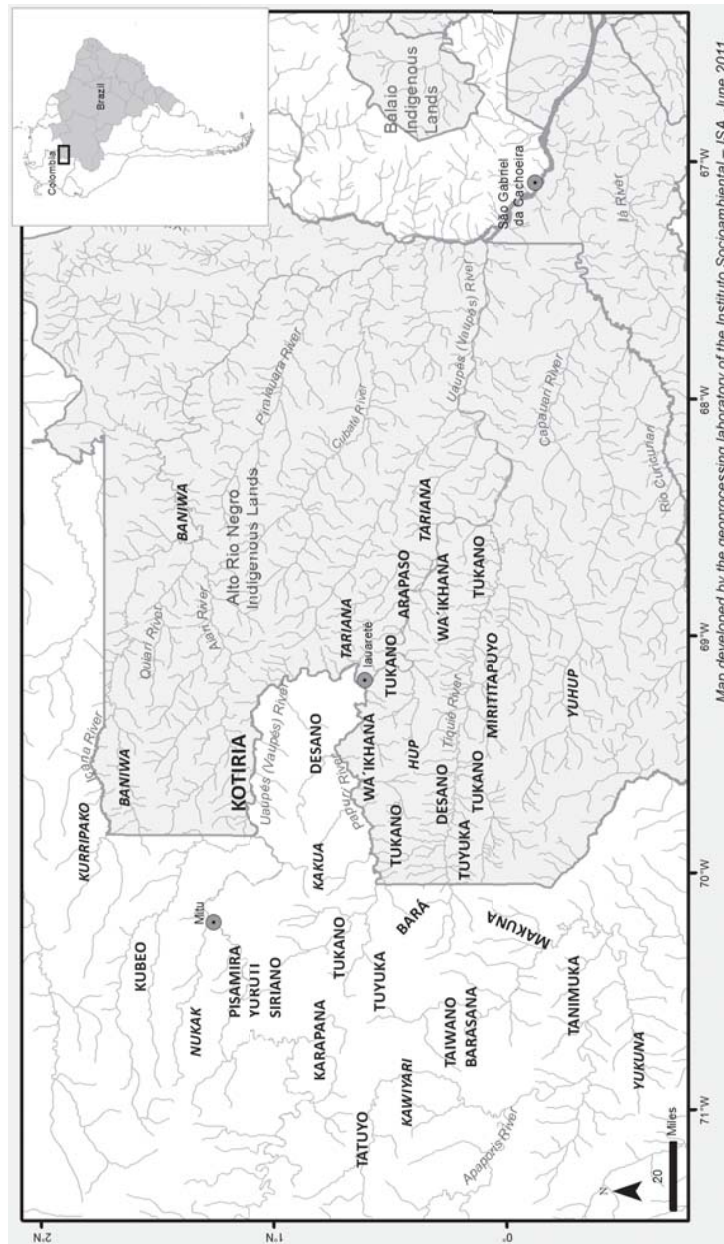 Colombia
Brazil
2°N
1°N
0°
71°W
70°W
69°W
68°W
67°W
KURRIPAKO
Içana River
BANIWA
Quiari River
Aiari River
BANIWA
KUBEO
Mitu
NUKAK
PISAMIRA
YURUTI
SIRIANO
KOTIRIA
Uaupés (Vaupés) River
Alto Rio Negro
Indigenous Lands
Cubate River
Balaio
Indigenous
Lands
KARAPANA
TUKANO
KAKUA
DESANO
TARIANA
Iauaretê
Papuri River
TATUYO
KAWIYARI
TUYUKA
BARÁ
TUKANO
WA´IKHANA
HUP
TUKANO
ARAPASO
TARIANA
TAIWANO
BARASANA
DESANO
TUYUKA
Tiquié River
TUKANO
WA´IKHANA
TUKANO
MIRITITAPUYO
Uaupés (Vaupés) River
São Gabriel
da Cachoeira
Apaporis River
MAKUNA
TANIMUKA
YUKUNA
YUHUP
Capauari River
Rio Curicuriari
Iá River
N
20
Miles
Map developed by the geoprocessing laboratory of the Instituto Socioambiental – ISA, June 2011